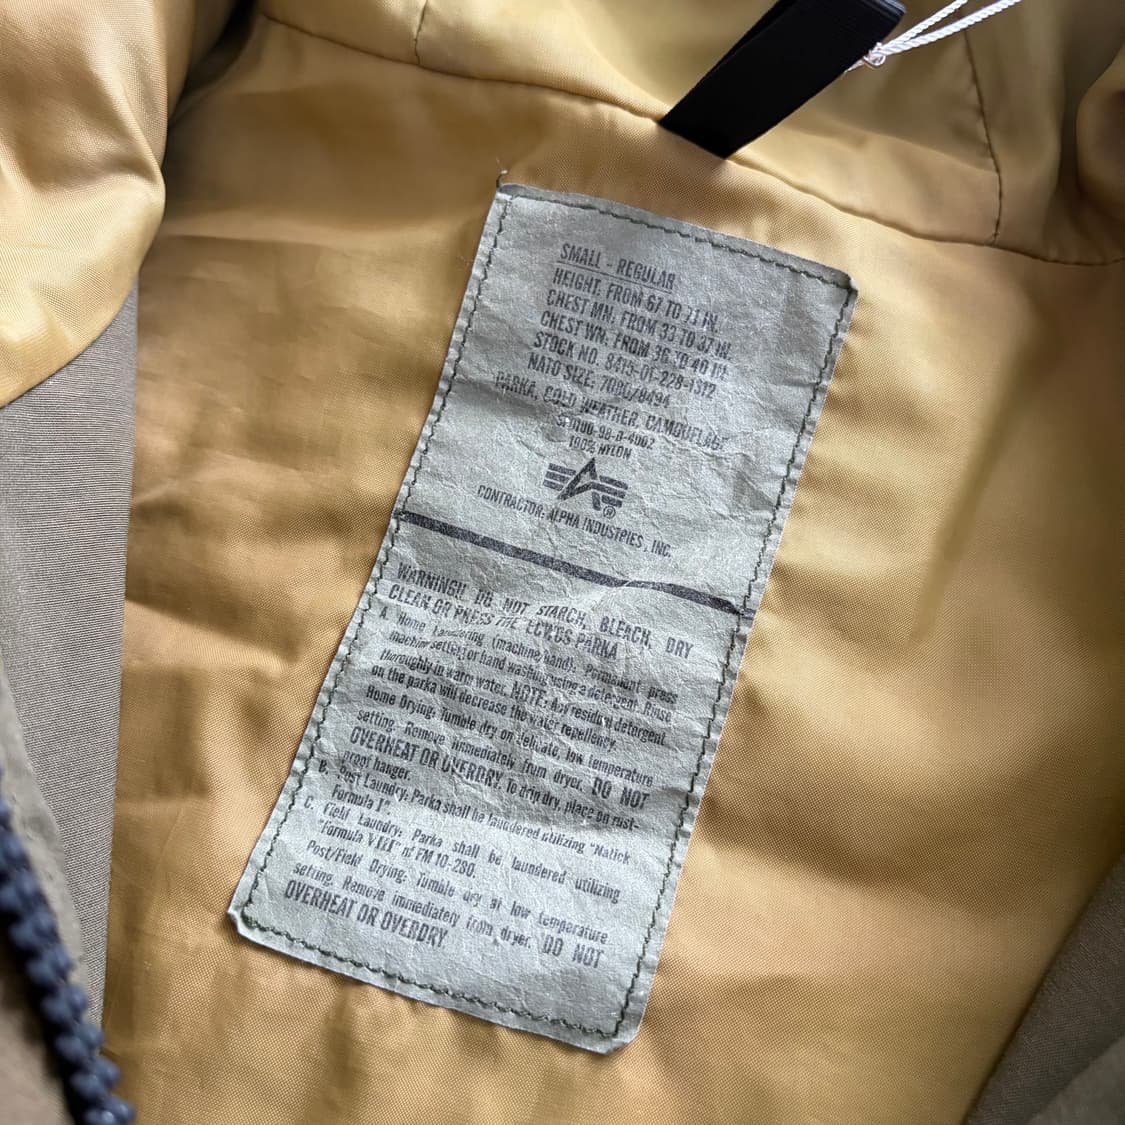 SMALL - REGULAR
HEIGHT. FROM 67 TO 71 IN.
CHEST MN. FROM 33 TO 37 IN.
CHEST WN. FROM 36 TO 40 IN.
STOCK NO. 8415-01-228-1312
NATO SIZE: 7080/8494
PARKA, COLD WEATHER, CAMOUFLAGE
SP0100-98-D-4002
100% NYLON
®
CONTRACTOR: ALPHA INDUSTRIES, INC.
WARNING!! DO NOT STARCH, BLEACH, DRY
CLEAN OR PRESS THE ECWCS PARKA
A. Home Laundering (machine/hand). Permanent press
machine setting or hand washing using a detergent. Rinse
thoroughly in warm water. NOTE: Any residual detergent
on the parka will decrease the water repellency.
Home Drying: Tumble dry on delicate, low temperature
setting. Remove immediately from dryer. DO NOT
OVERHEAT OR OVERDRY. To drip dry, place on rust-
proof hanger.
B. Post Laundry: Parka shall be laundered utilizing "Natick
Formula I".
C. Field Laundry: Parka shall be laundered utilizing
"Formula VIII" of FM 10-280.
Post/Field Drying: Tumble dry at low temperature
setting. Remove immediately from dryer. DO NOT
OVERHEAT OR OVERDRY.